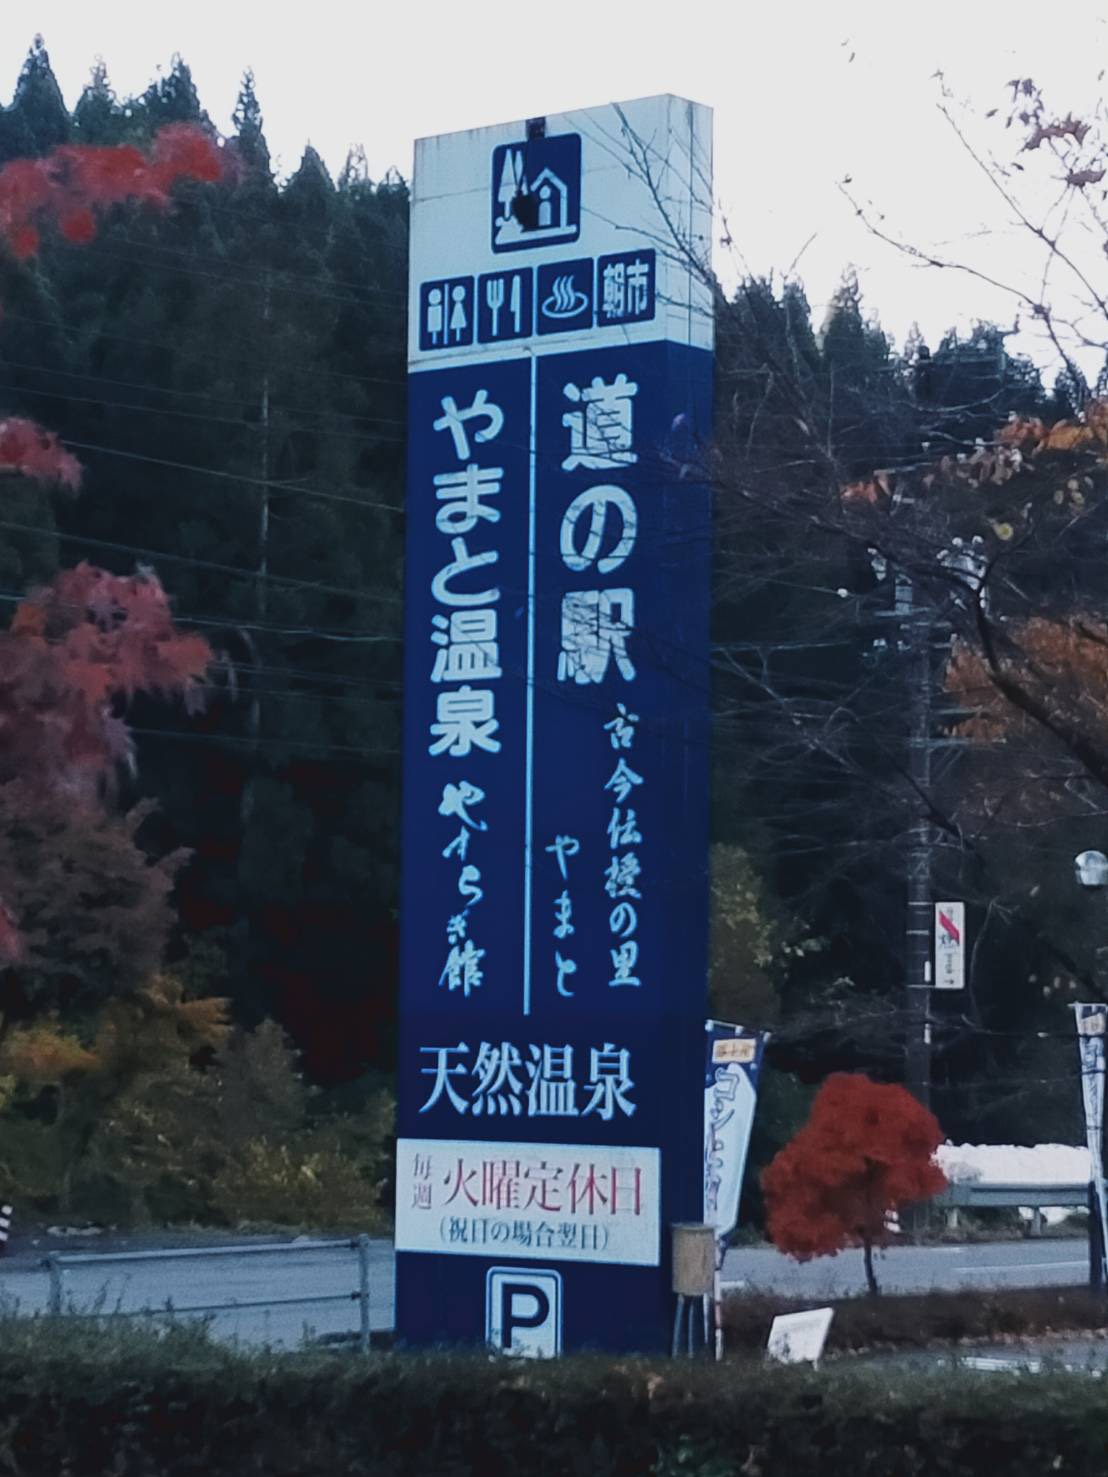 朝市
道の駅
古今伝授の里
やまと
やまと温泉
やすらぎ館
天然温泉
毎週
火曜定休日
(祝日の場合翌日)
P